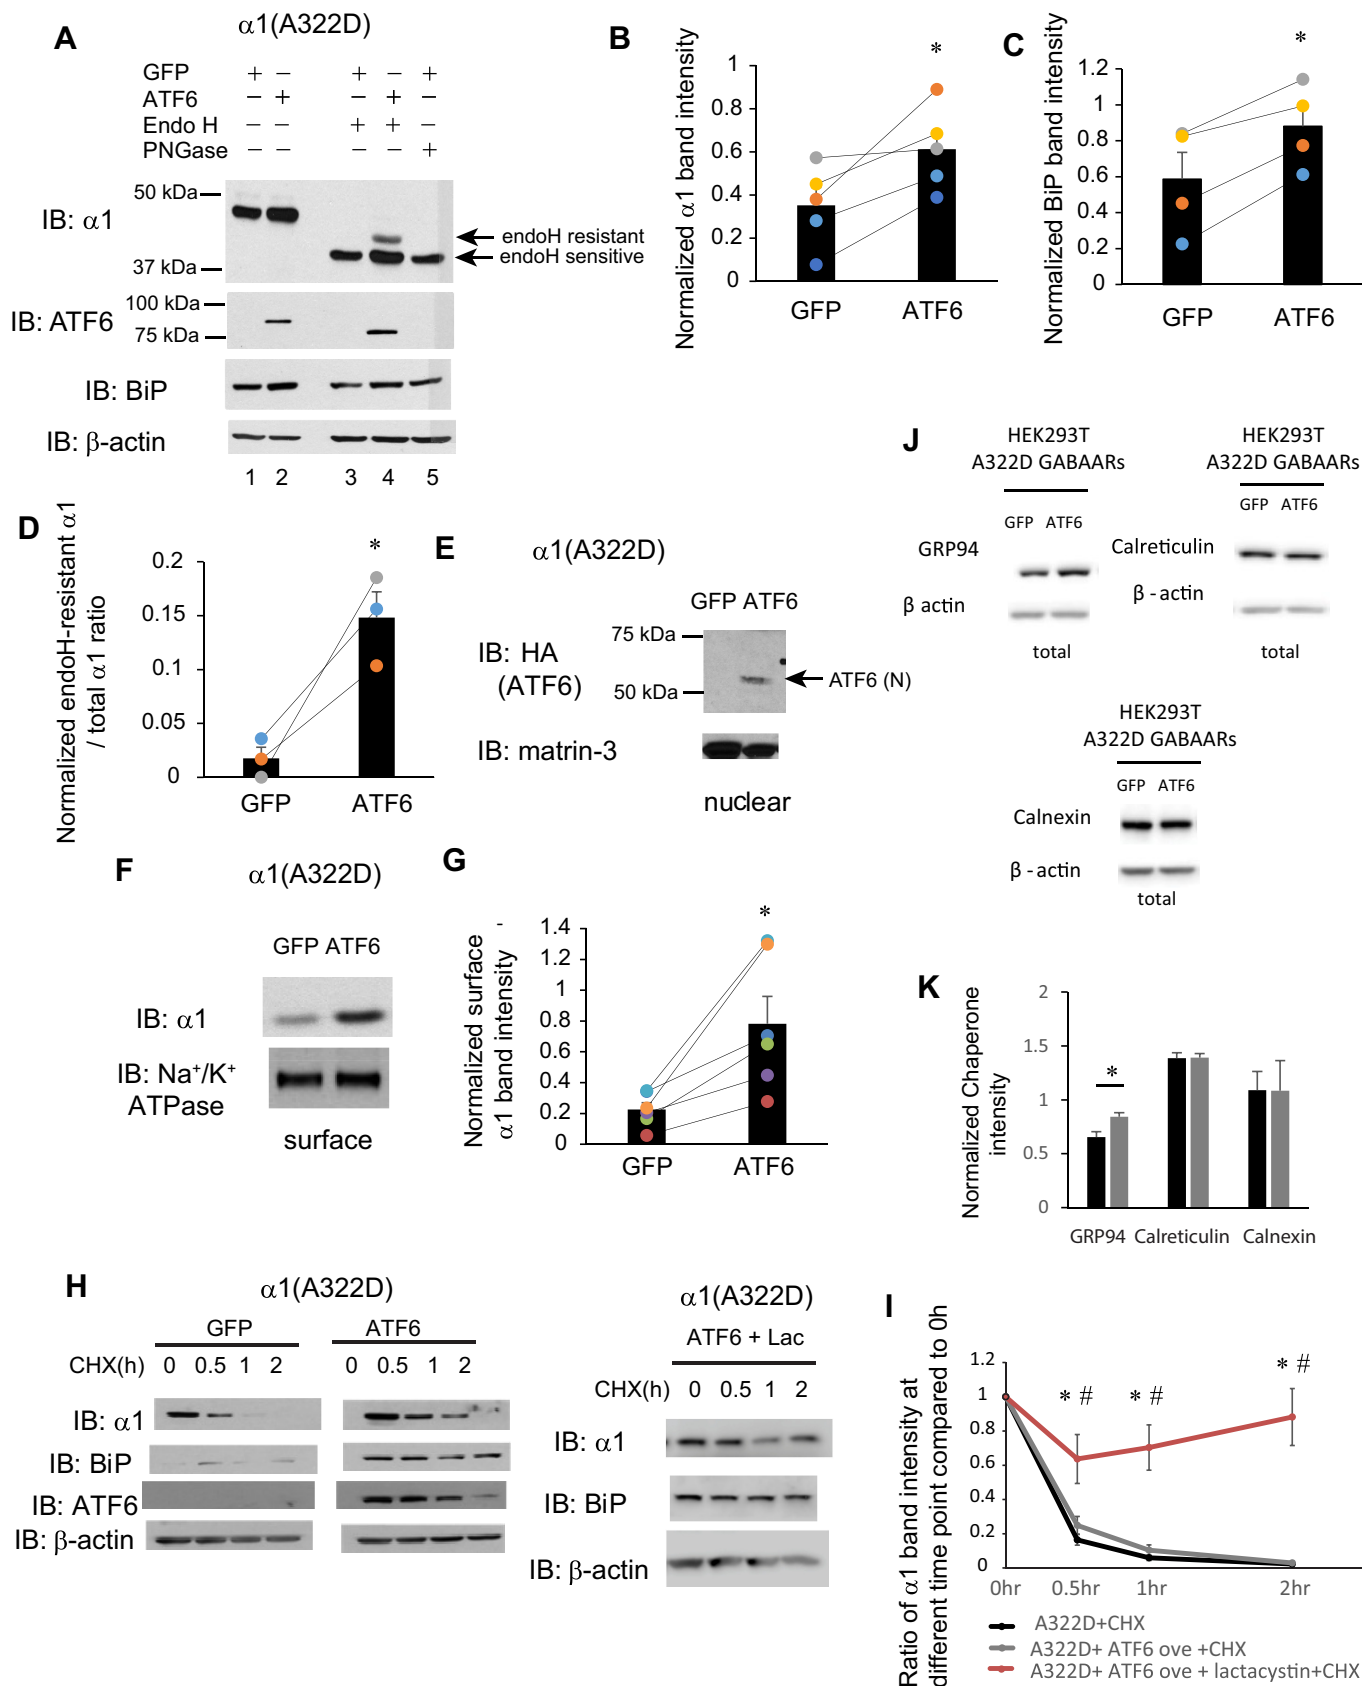 A
α1(A322D)
GFP + − + − +
ATF6 − + − + −
Endo H − − + + −
PNGase − − − − +
50 kDa
IB: α1
37 kDa
endoH resistant
endoH sensitive
100 kDa
IB: ATF6
75 kDa
IB: BiP
IB: β-actin
1 2 3 4 5
B
Normalized α1 band intensity
1
0.8
0.6
0.4
0.2
0
*
GFP ATF6
C
Normalized BiP band intensity
1.2
1
0.8
0.6
0.4
0.2
0
*
GFP ATF6
D
Normalized endoH-resistant α1
/ total α1 ratio
0.2
0.15
0.1
0.05
0
*
GFP ATF6
E
α1(A322D)
GFP ATF6
75 kDa
IB: HA
(ATF6)
50 kDa
ATF6 (N)
IB: matrin-3
nuclear
F
α1(A322D)
GFP ATF6
IB: α1
IB: Na+/K+
ATPase
surface
G
Normalized surface -
α1 band intensity
1.4
1.2
1
0.8
0.6
0.4
0.2
0
*
GFP ATF6
J
HEK293T
A322D GABAARs
GFP ATF6
GRP94
β actin
total
HEK293T
A322D GABAARs
GFP ATF6
Calreticulin
β - actin
total
HEK293T
A322D GABAARs
GFP ATF6
Calnexin
β - actin
total
K
Normalized Chaperone
intensity
2
1.5
1
0.5
0
*
GRP94 Calreticulin Calnexin
H
α1(A322D)
GFP ATF6
CHX(h) 0 0.5 1 2 0 0.5 1 2
IB: α1
IB: BiP
IB: ATF6
IB: β-actin
α1(A322D)
ATF6 + Lac
CHX(h) 0 0.5 1 2
IB: α1
IB: BiP
IB: β-actin
I
Ratio of α1 band intensity at
different time point compared to 0h
1.2
1
0.8
0.6
0.4
0.2
0
* # * # * #
0hr 0.5hr 1hr 2hr
A322D+CHX
A322D+ ATF6 ove +CHX
A322D+ ATF6 ove + lactacystin+CHX